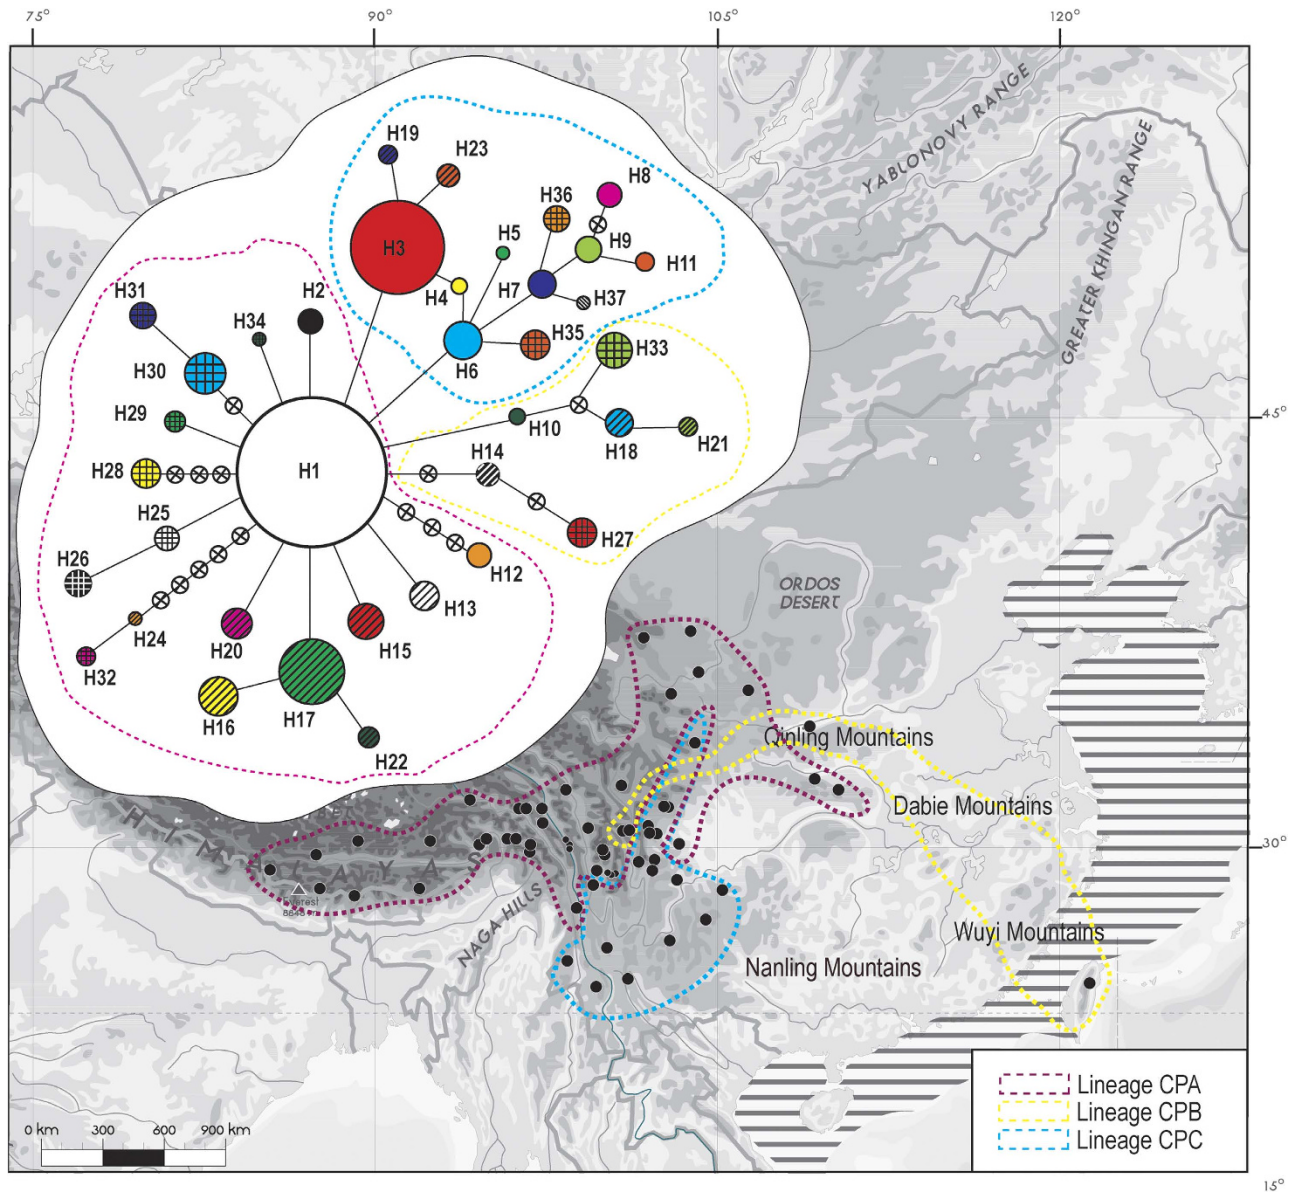 75°
90°
105°
120°
YABLONOVY RANGE
GREATER KHINGAN RANGE
H19
H23
H8
H36
H5
H9
H3
H11
H7
H4
H37
H31
H2
H34
H35
H33
H6
H30
H29
H10
H18
H21
45°
H28
H1
H14
H25
H27
H26
H12
H13
H24
H20
H15
H32
H16
H17
H22
ORDOS
DESERT
Qinling Mountains
Dabie Mountains
HIMALAYAS
30°
Everest
NAGA HILLS
Wuyi Mountains
Nanling Mountains
Lineage CPA
Lineage CPB
Lineage CPC
0 km 300 600 900 km
15°